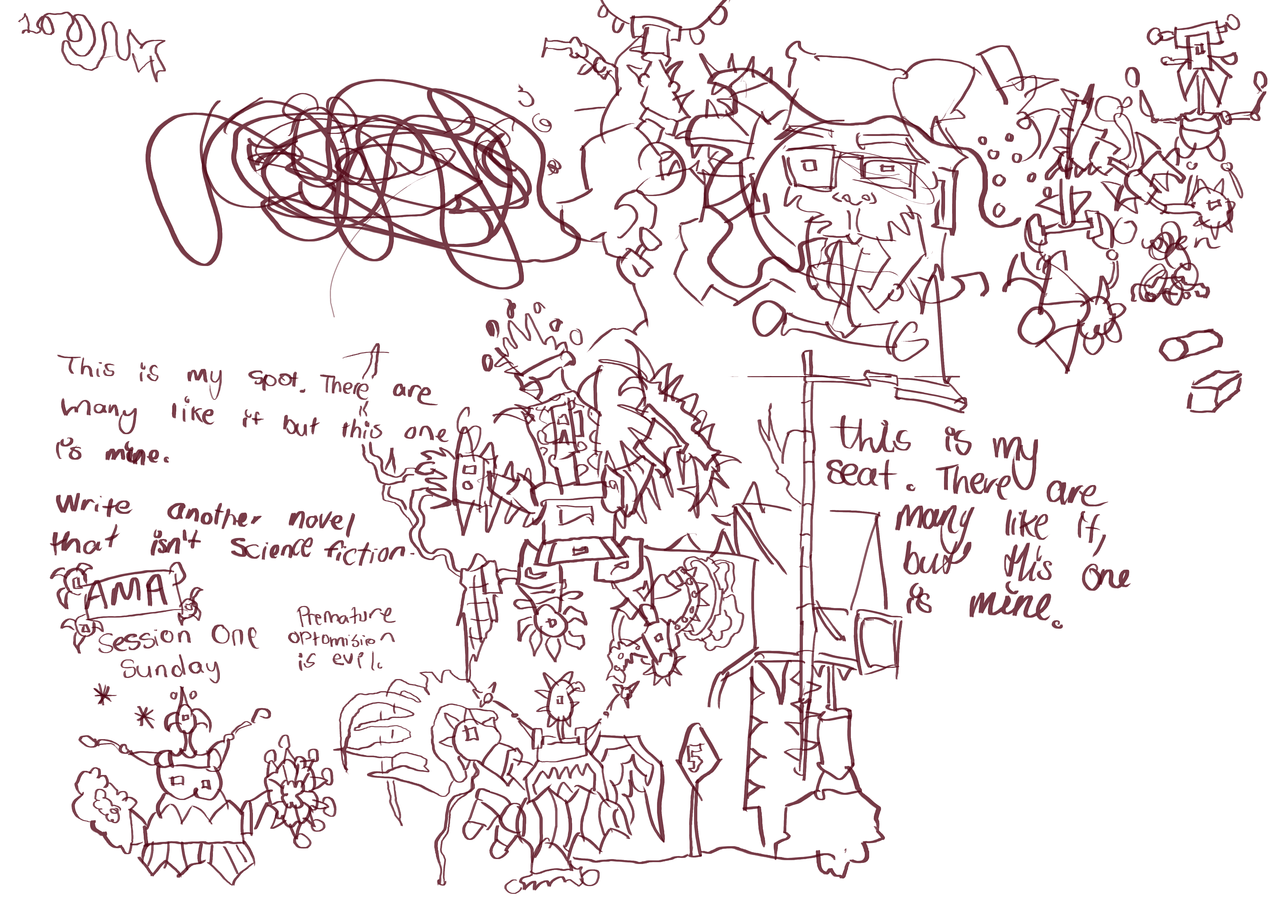 This is my spot. There are
many like it but this one
is mine.
Write another novel
that isn't science fiction.
AMA
Session One
Sunday
Premature
optomision
is evil.
this is my
seat. There are
many like it,
but this one
is mine.
5